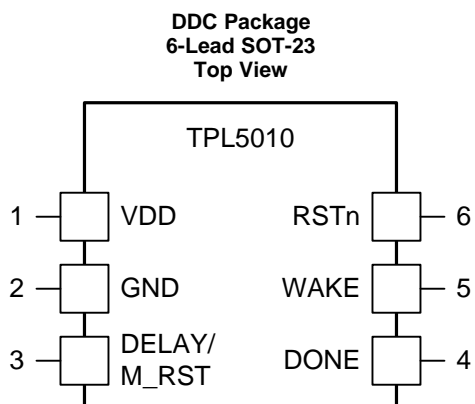 DDC Package
6-Lead SOT-23
Top View
TPL5010
1 VDD RSTn 6
2 GND WAKE 5
3 DELAY/
M_RST DONE 4